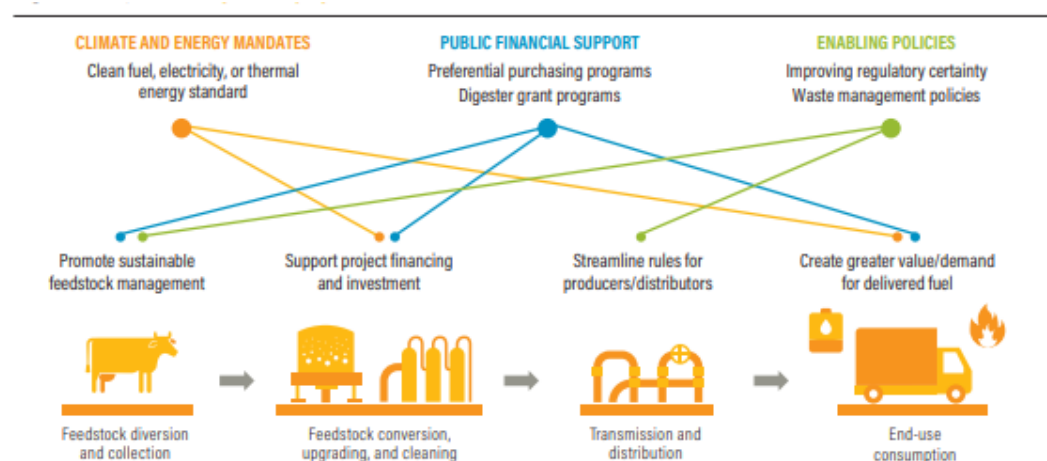 CLIMATE AND ENERGY MANDATES
Clean fuel, electricity, or thermal
energy standard
PUBLIC FINANCIAL SUPPORT
Preferential purchasing programs
Digester grant programs
ENABLING POLICIES
Improving regulatory certainty
Waste management policies
Promote sustainable
feedstock management
Support project financing
and investment
Streamline rules for
producers/distributors
Create greater value/demand
for delivered fuel
Feedstock diversion
and collection
Feedstock conversion,
upgrading, and cleaning
Transmission and
distribution
End-use
consumption